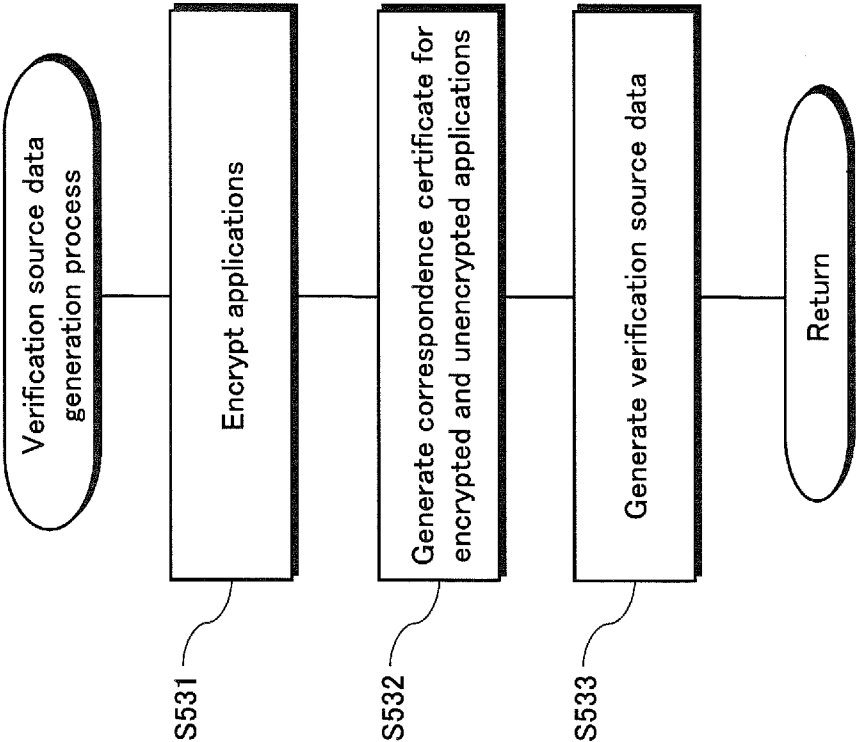 Verification source data
generation process
S531
Encrypt applications
S532
Generate correspondence certificate for
encrypted and unencrypted applications
S533
Generate verification source data
Return